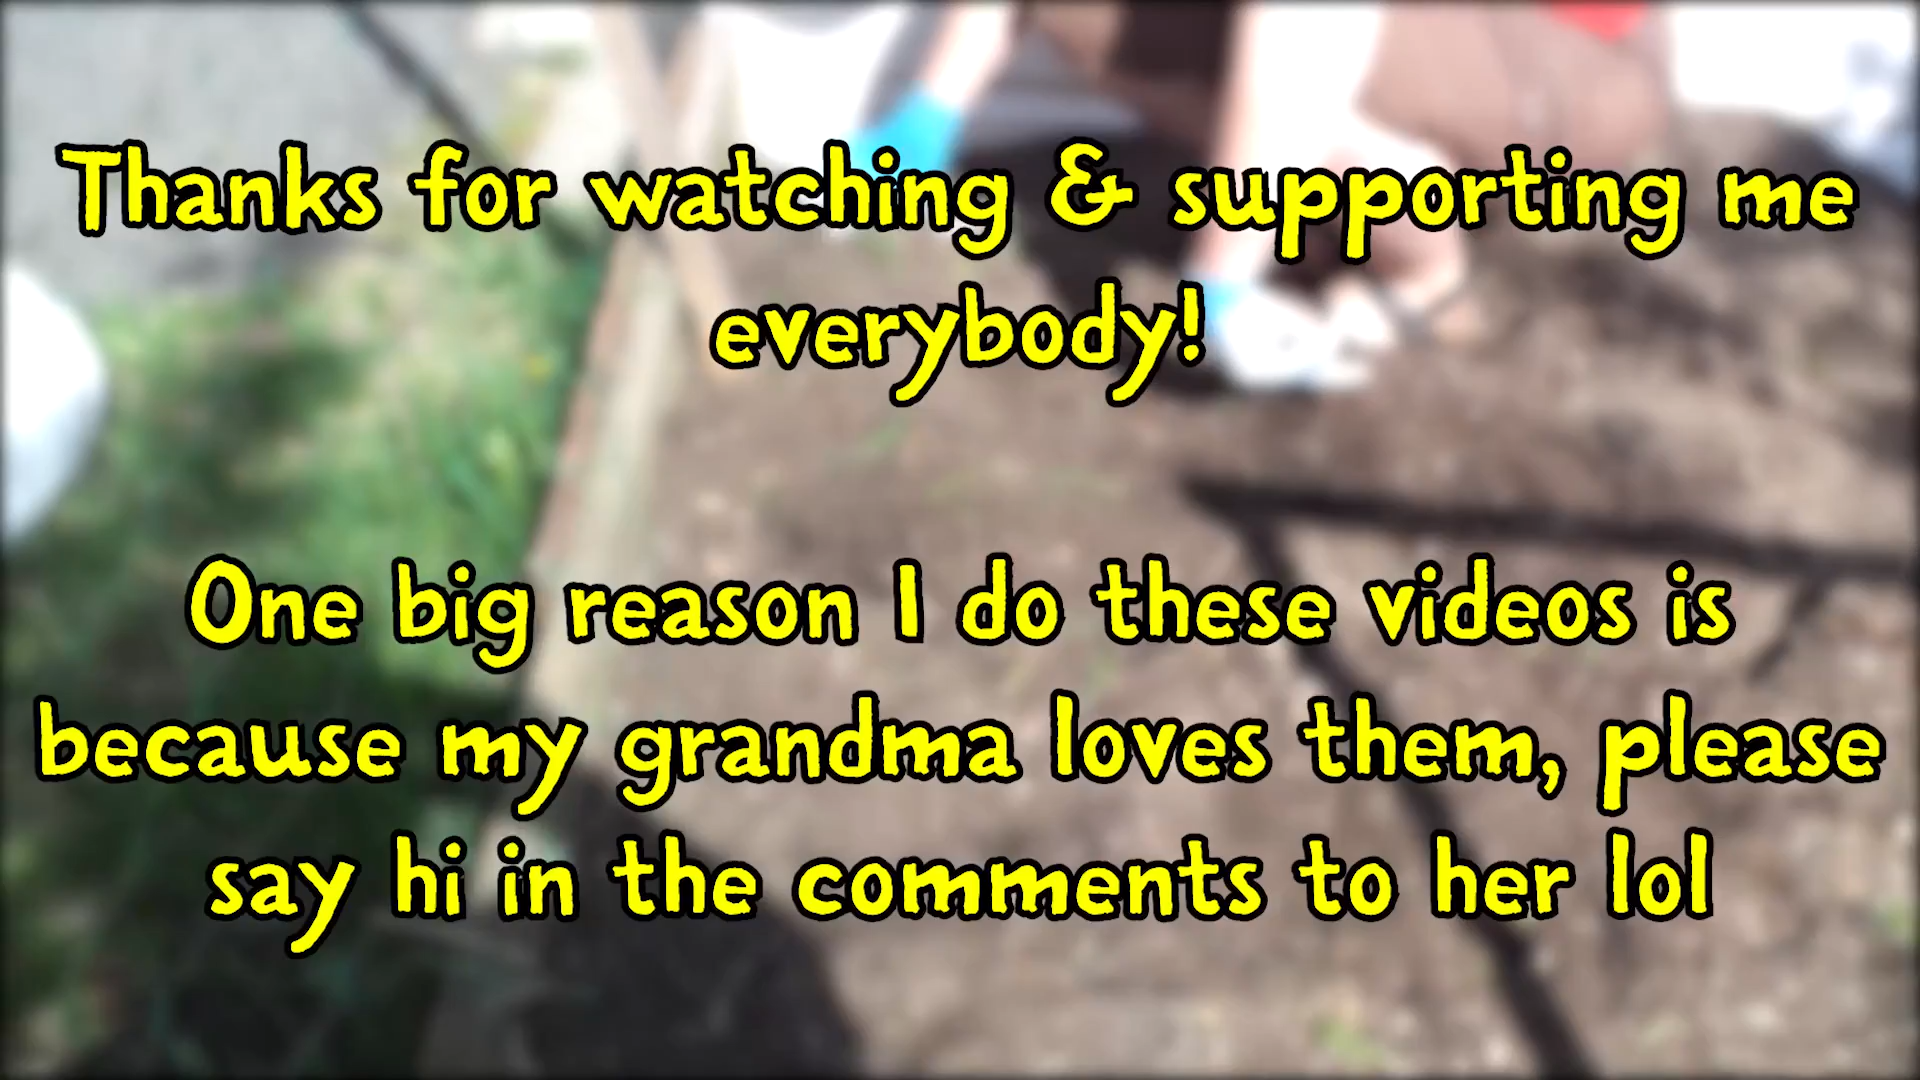 Thanks for watching & supporting me
everybody!
One big reason I do these videos is
because my grandma loves them, please
say hi in the comments to her lol